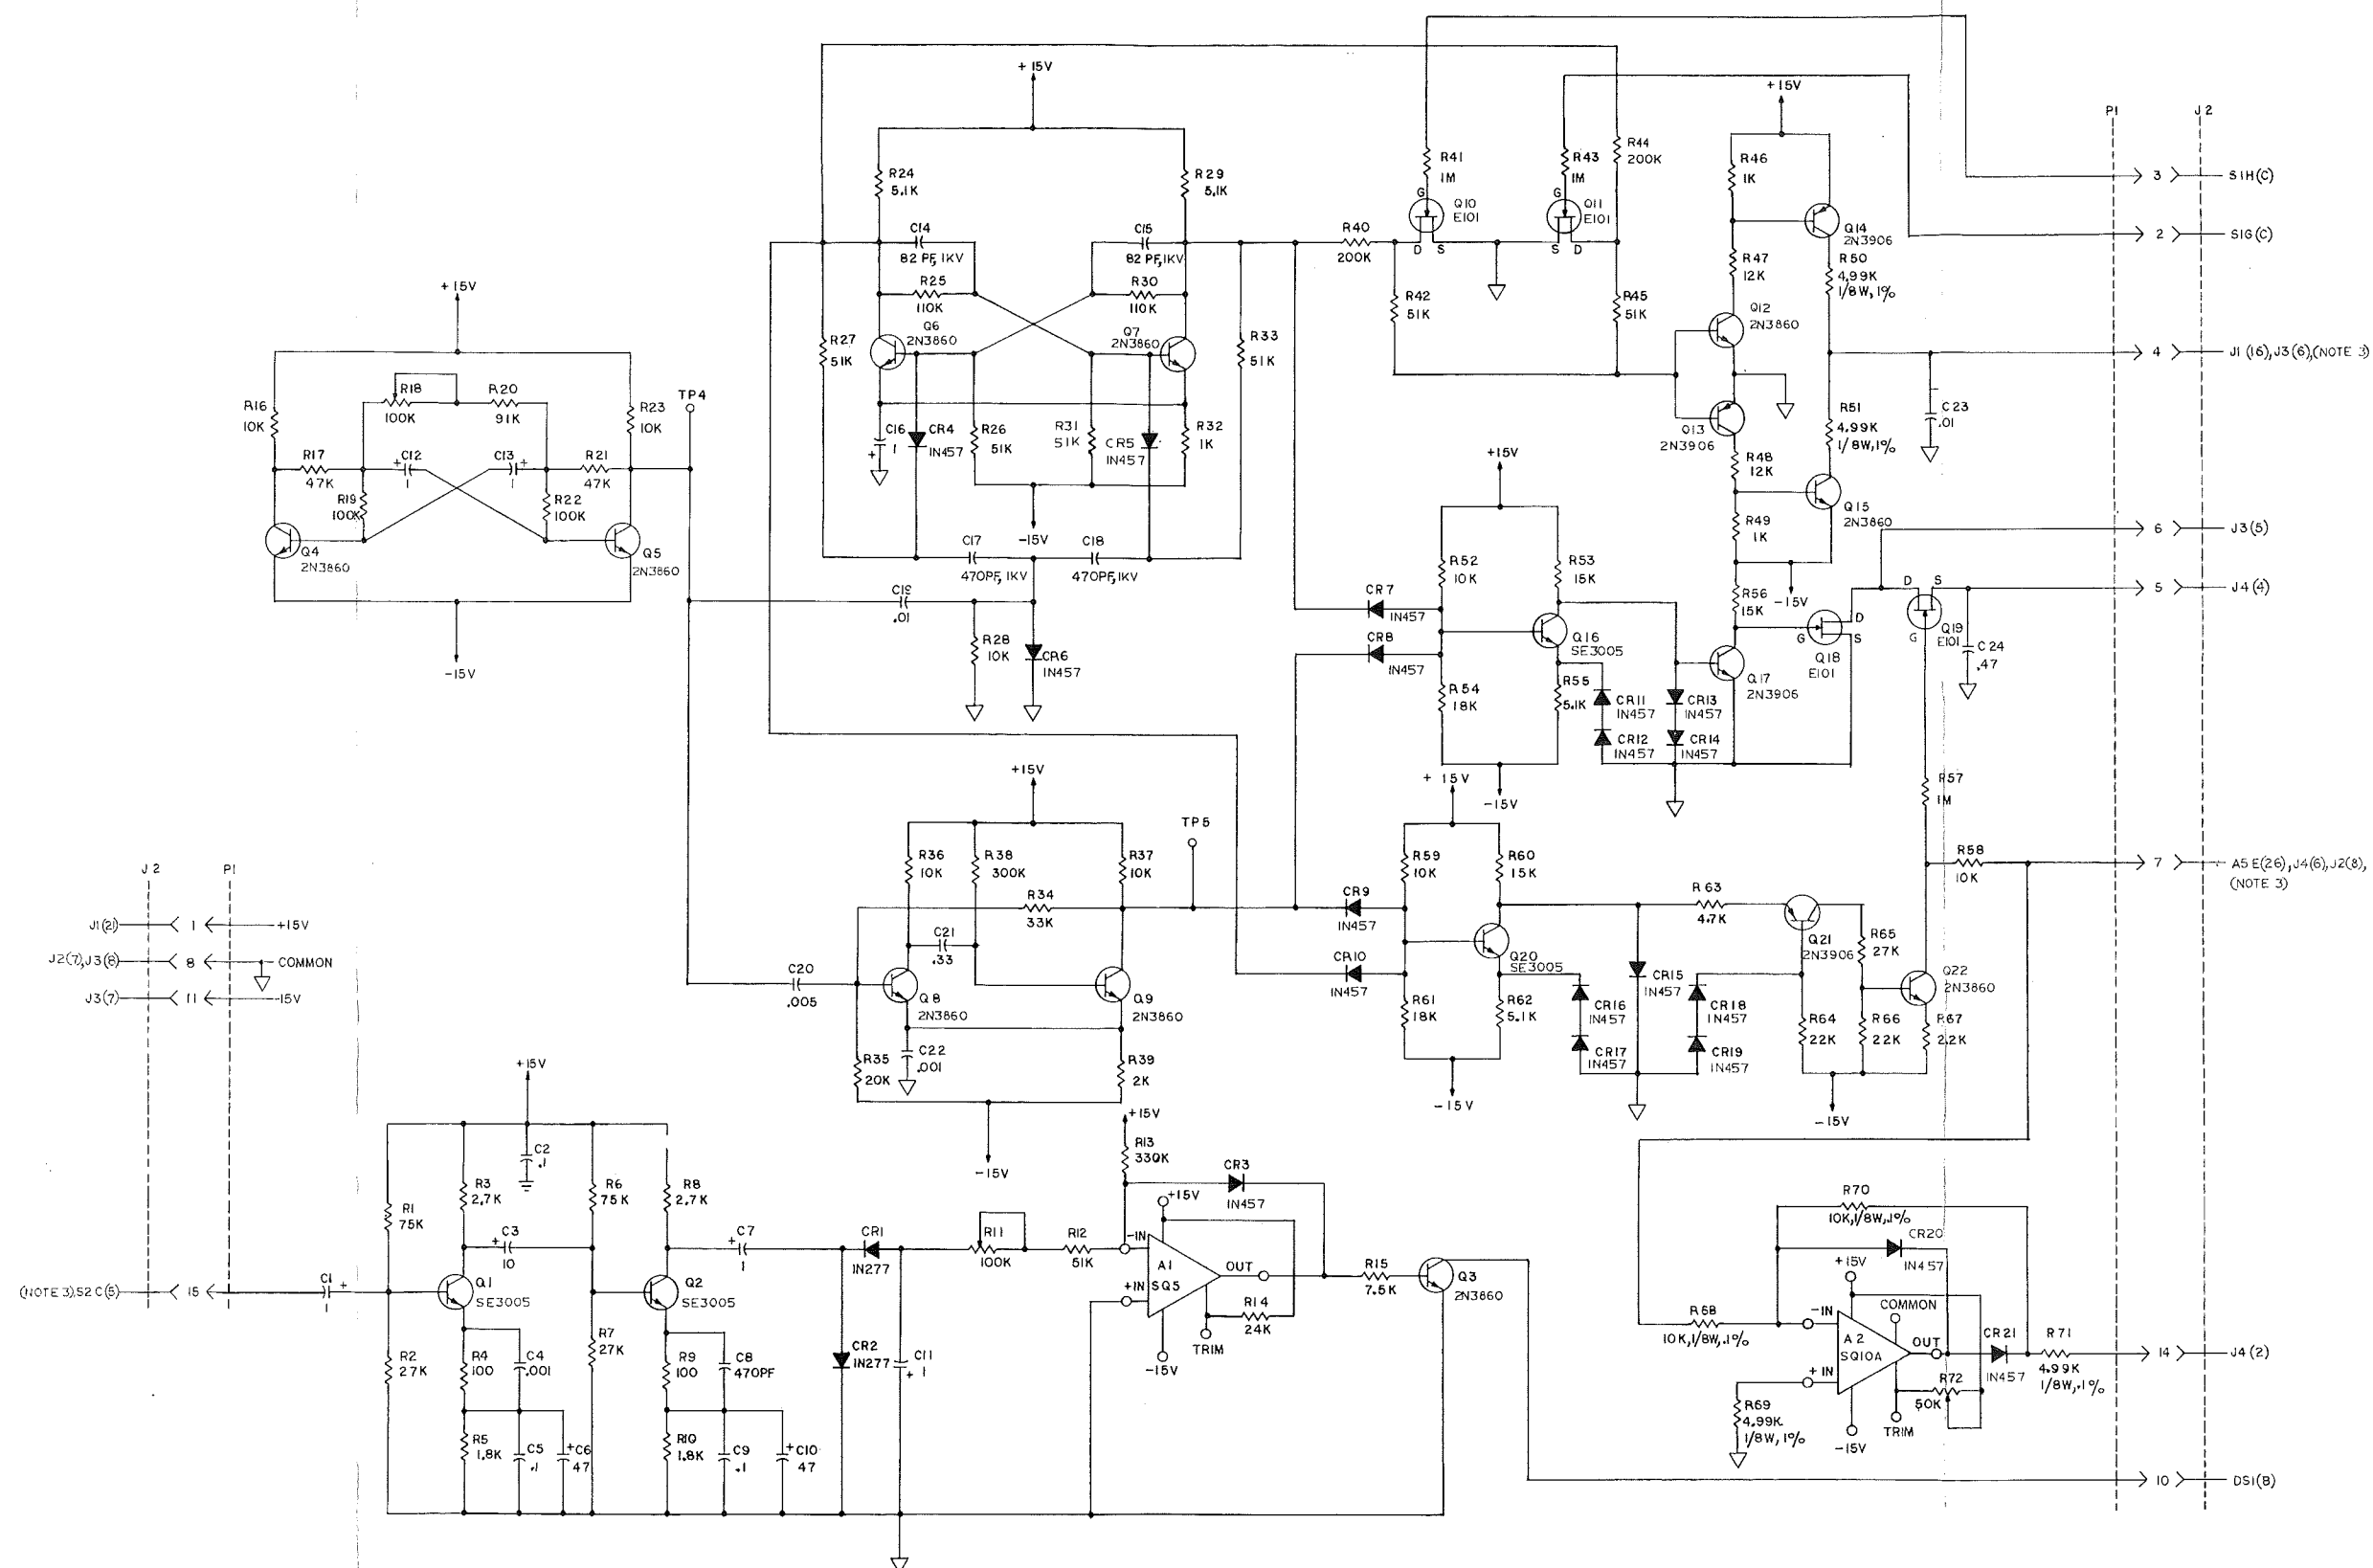 +15V
R24
5.1K
R29
5.1K
C14
82 PF,1KV
C15
82 PF,1KV
R25
110K
R30
110K
Q6
2N3860
Q7
2N3860
R27
51K
R33
51K
C16
1
+
CR4
1N457
R26
51K
R31
51K
CR5
1N457
R32
1K
-15V
C17
470PF,1KV
C18
470PF,1KV
C19
.01
R28
10K
CR6
1N457
+15V
R16
10K
R18
100K
R20
91K
R23
10K
TP4
R17
47K
C12
+
1
C13
+
1
R21
47K
R19
100K
R22
100K
Q4
2N3860
Q5
2N3860
-15V
R41
1M
G
Q10
E101
D
S
R43
1M
G
Q11
E101
S
D
R44
200K
R40
200K
R42
51K
R45
51K
+15V
R46
1K
Q14
2N3906
R47
12K
R50
4.99K
1/8W,1%
Q12
2N3860
Q13
2N3906
R51
4.99K
1/8W,1%
C23
.01
R48
12K
Q15
2N3860
R49
1K
R56
15K
-15V
D
G
S
Q18
E101
D
S
G
Q19
E101
C24
.47
+15V
R52
10K
R53
15K
CR7
1N457
CR8
1N457
Q16
SE3005
R54
18K
R55
5.1K
CR11
1N457
CR12
1N457
CR13
1N457
CR14
1N457
Q17
2N3906
-15V
R57
1M
R58
10K
P1
J2
3
S1H(C)
2
S1G(C)
4
J1(16),J3(6),(NOTE 3)
6
J3(5)
5
J4(4)
7
A5E(26),J4(6),J2(8),
(NOTE 3)
14
J4(2)
10
DS1(B)
+15V
R36
10K
R38
300K
R37
10K
TP5
R34
33K
C21
.33
C20
.005
Q8
2N3860
Q9
2N3860
R35
20K
C22
.001
R39
2K
-15V
+15V
R59
10K
R60
15K
CR9
1N457
CR10
1N457
Q20
SE3005
R61
18K
R62
5.1K
CR16
1N457
CR17
1N457
CR15
1N457
CR18
1N457
CR19
1N457
R63
4.7K
Q21
2N3906
R65
27K
Q22
2N3860
R64
22K
R66
22K
R67
2.2K
-15V
-15V
J2
P1
J1(21)
1
+15V
J2(7),J3(8)
8
COMMON
J3(7)
11
-15V
(NOTE 3),S2C(5)
15
C1
+
1
+15V
C2
.1
R1
75K
R3
2.7K
R6
75K
R8
2.7K
C3
+
10
C7
+
1
Q1
SE3005
Q2
SE3005
R2
27K
R4
100
C4
.001
R7
27K
R9
100
C8
470PF
R5
1.8K
C5
.1
+
C6
47
R10
1.8K
C9
.1
+
C10
47
CR1
1N277
CR2
1N277
C11
+
1
R11
100K
R12
51K
+15V
R13
330K
CR3
1N457
+15V
-IN
A1
SQ5
+IN
OUT
R14
24K
TRIM
-15V
R15
7.5K
Q3
2N3860
R70
10K,1/8W,.1%
CR20
1N457
+15V
R68
10K,1/8W,.1%
-IN
COMMON
A2
SQ10A
OUT
+IN
CR21
1N457
R71
4.99K
1/8W,.1%
R72
50K
TRIM
R69
4.99K
1/8W,1%
-15V